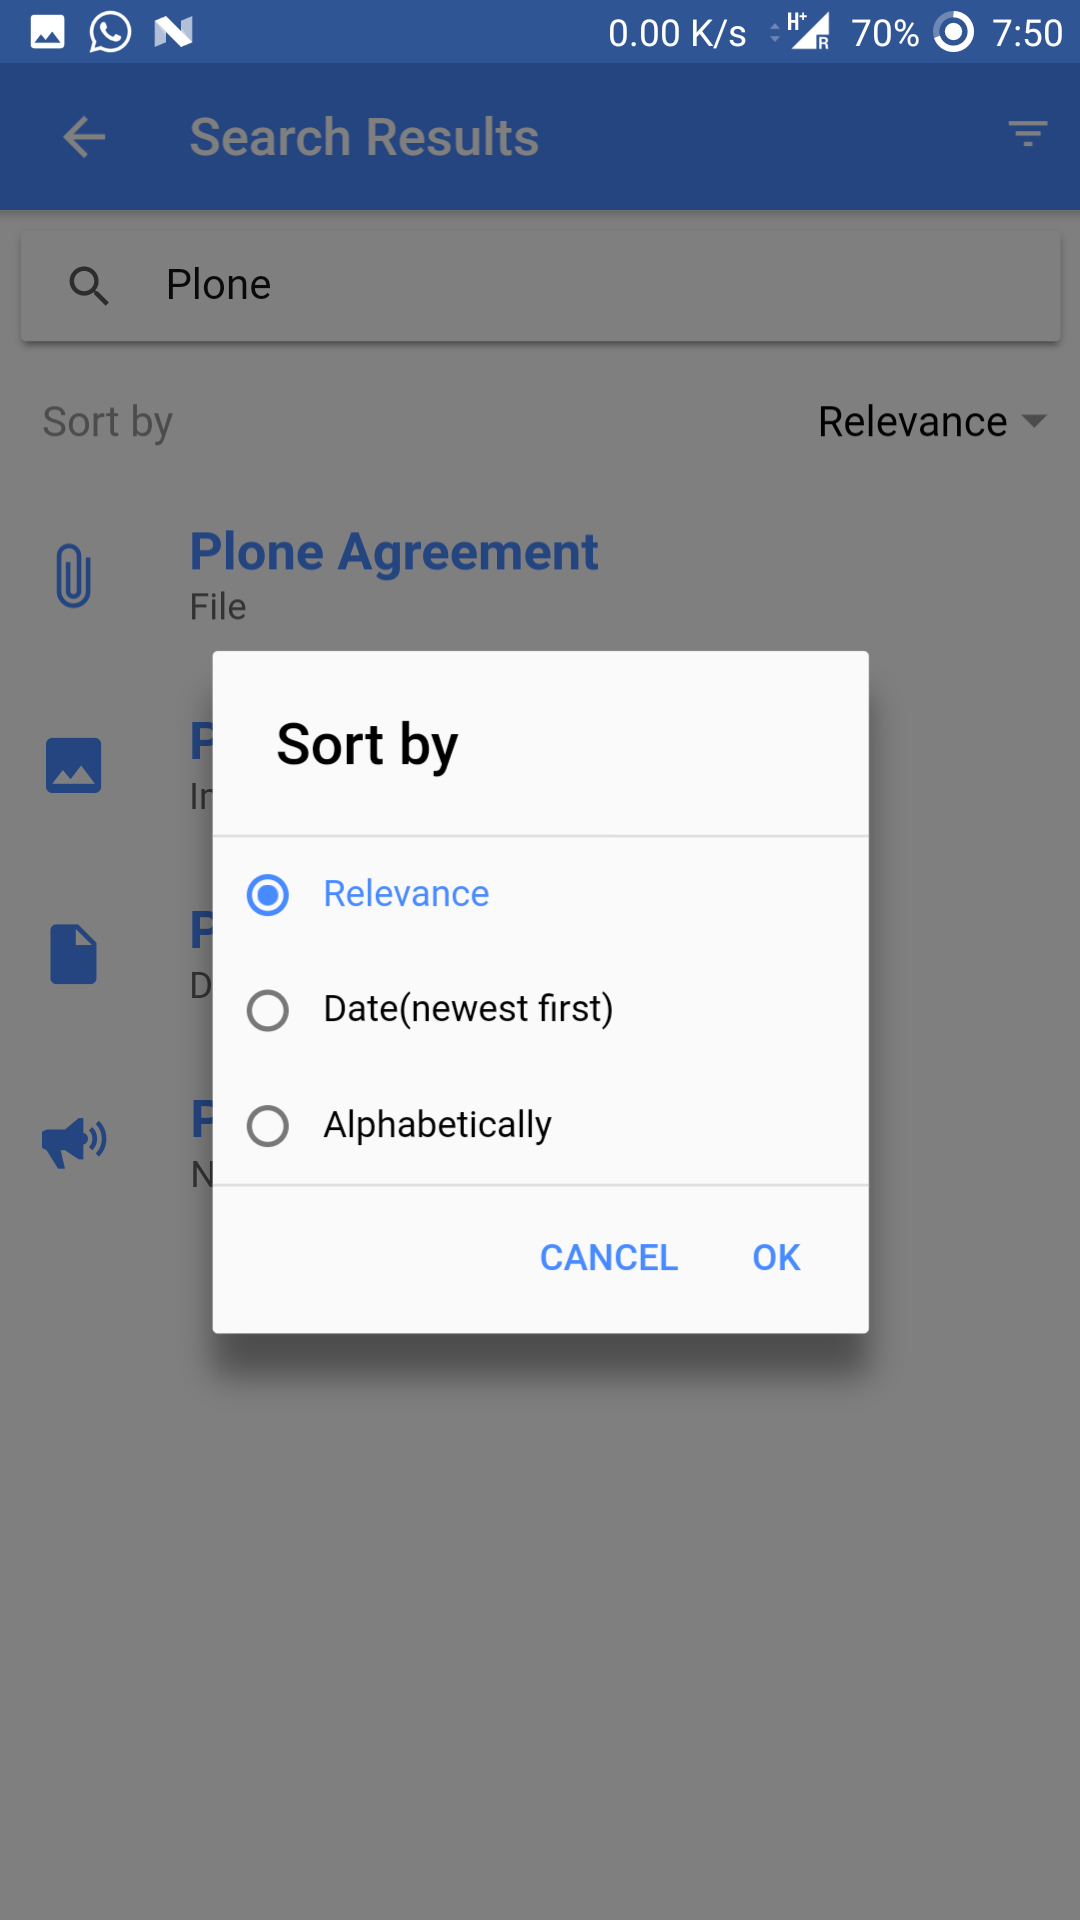 0.00 K/s H+ R 70% 7:50
Search Results
Plone
Sort by Relevance
Plone Agreement
File
Sort by
Relevance
Date(newest first)
Alphabetically
CANCEL OK